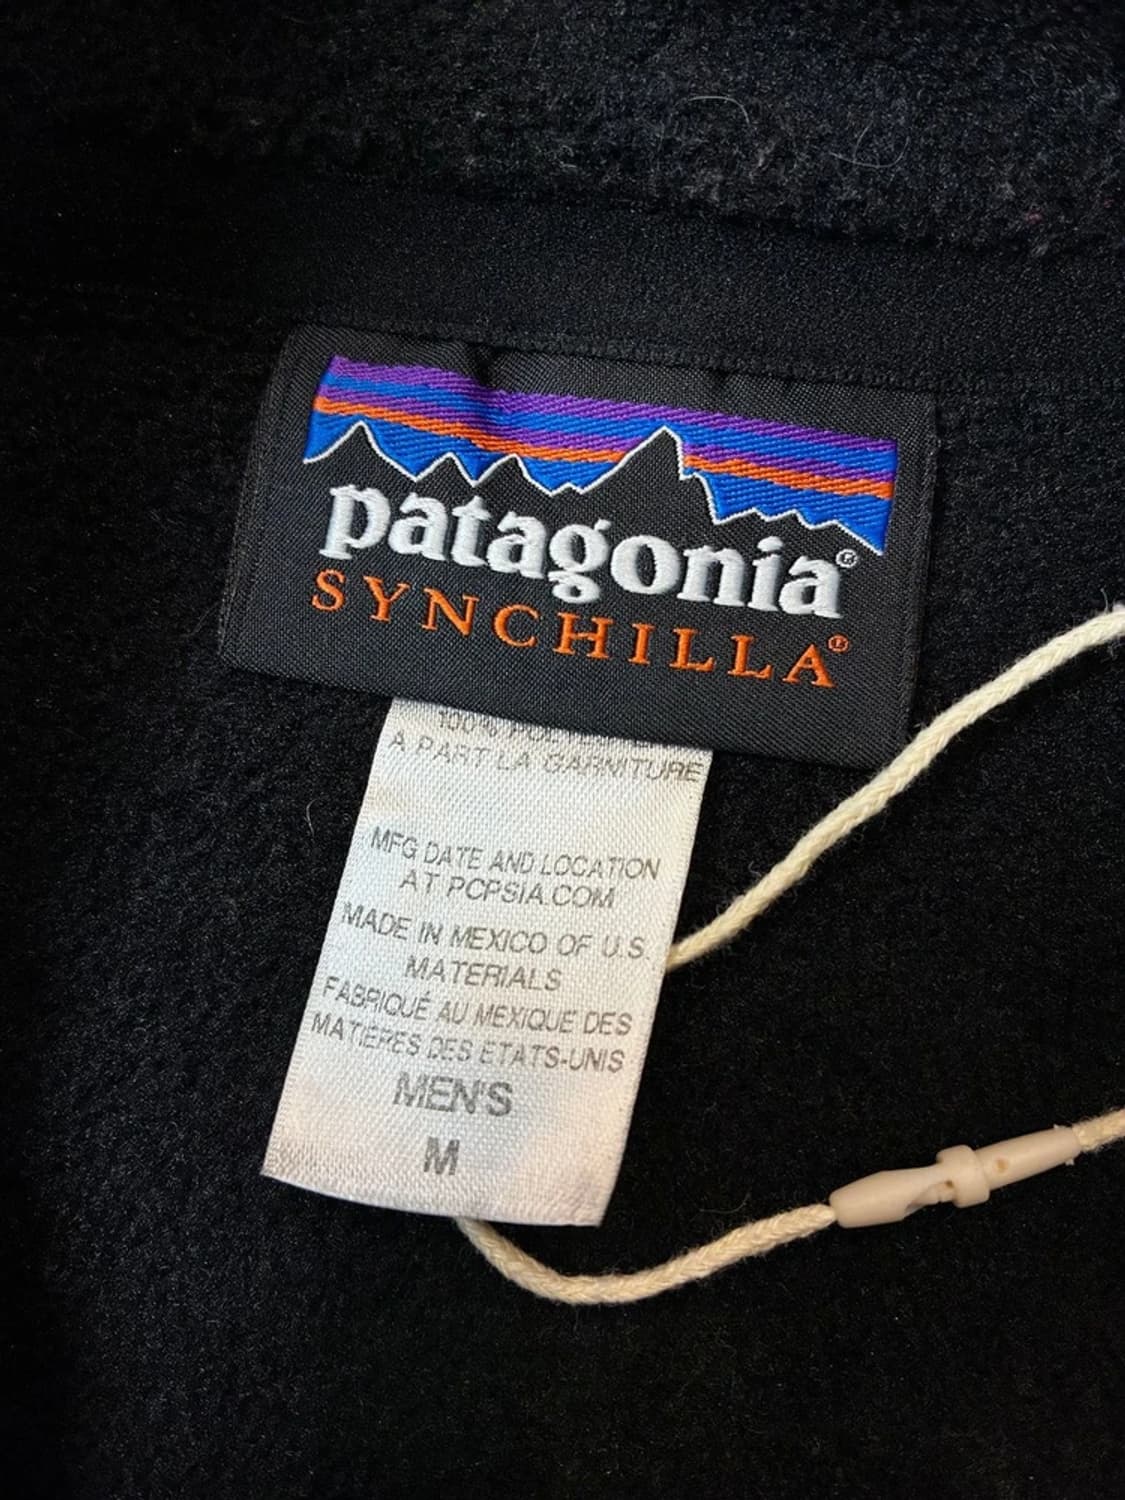 patagonia®
SYNCHILLA®
100%
A PART LA GARNITURE
MFG DATE AND LOCATION
AT PCPSIA.COM
MADE IN MEXICO OF U.S.
MATERIALS
FABRIQUÉ AU MEXIQUE DES
MATIÈRES DES ETATS-UNIS
MEN'S
M